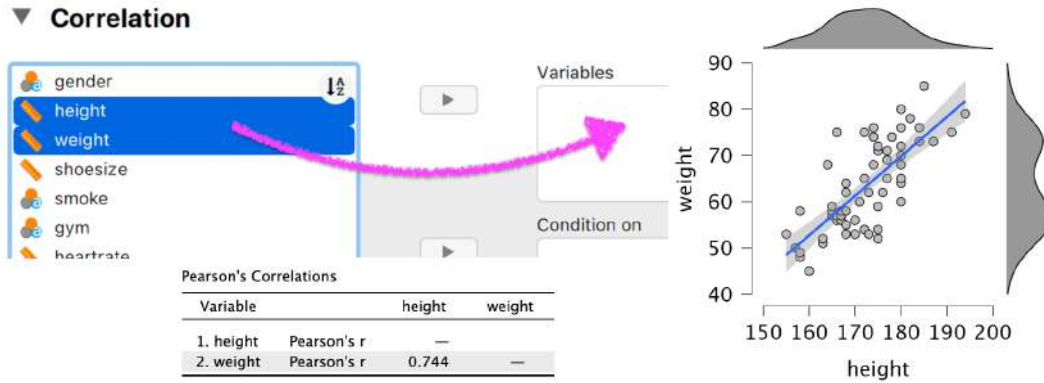 Correlation
gender
height
weight
shoesize
smoke
gym
heartrate
Variables
Condition on
Pearson's Correlations
Variable height weight
1. height Pearson's r —
2. weight Pearson's r 0.744 —
90
80
70
60
50
40
weight
150 160 170 180 190 200
height